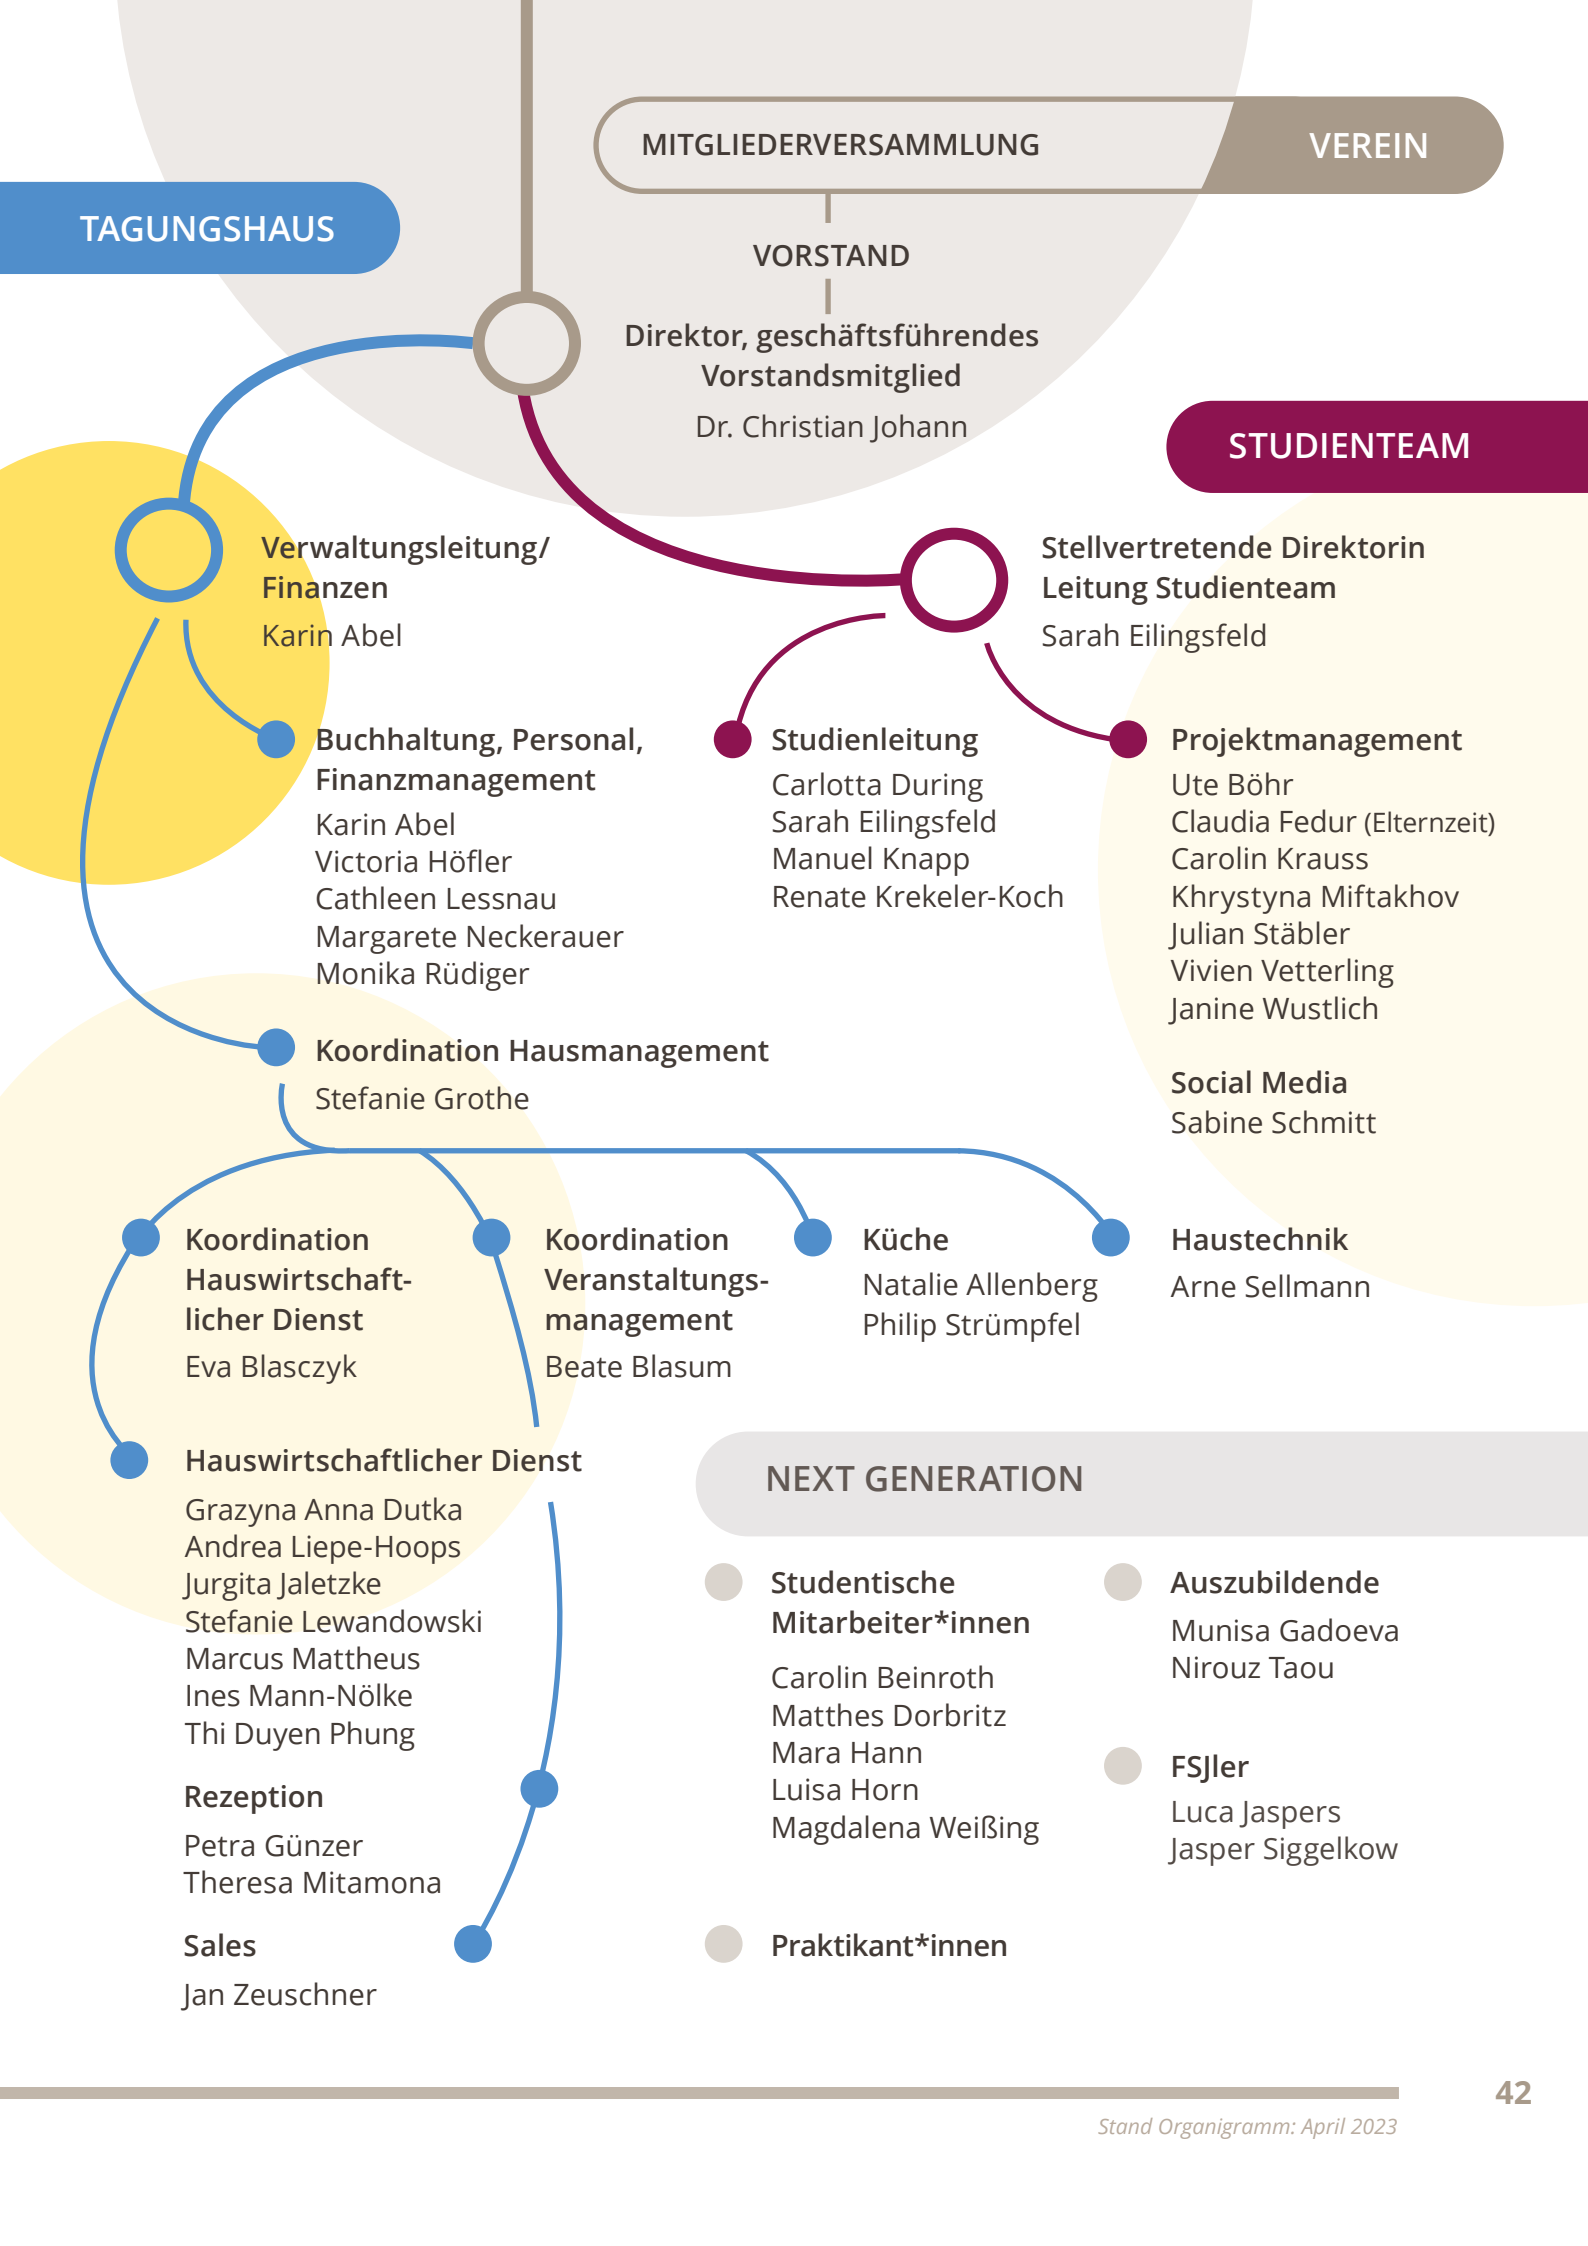 MITGLIEDERVERSAMMLUNG
VEREIN
TAGUNGSHAUS
VORSTAND
Direktor, geschäftsführendes
Vorstandsmitglied
Dr. Christian Johann
STUDIENTEAM
Verwaltungsleitung/
Finanzen
Karin Abel
Stellvertretende Direktorin
Leitung Studienteam
Sarah Eilingsfeld
Buchhaltung, Personal,
Finanzmanagement
Karin Abel
Victoria Höfler
Cathleen Lessnau
Margarete Neckerauer
Monika Rüdiger
Studienleitung
Carlotta During
Sarah Eilingsfeld
Manuel Knapp
Renate Krekeler-Koch
Projektmanagement
Ute Böhr
Claudia Fedur (Elternzeit)
Carolin Krauss
Khrystyna Miftakhov
Julian Stäbler
Vivien Vetterling
Janine Wustlich
Social Media
Sabine Schmitt
Koordination Hausmanagement
Stefanie Grothe
Koordination
Hauswirtschaft-
licher Dienst
Eva Blasczyk
Koordination
Veranstaltungs-
management
Beate Blasum
Küche
Natalie Allenberg
Philip Strümpfel
Haustechnik
Arne Sellmann
Hauswirtschaftlicher Dienst
Grazyna Anna Dutka
Andrea Liepe-Hoops
Jurgita Jaletzke
Stefanie Lewandowski
Marcus Mattheus
Ines Mann-Nölke
Thi Duyen Phung
Rezeption
Petra Günzer
Theresa Mitamona
Sales
Jan Zeuschner
NEXT GENERATION
Studentische
Mitarbeiter*innen
Carolin Beinroth
Matthes Dorbritz
Mara Hann
Luisa Horn
Magdalena Weißing
Auszubildende
Munisa Gadoeva
Nirouz Taou
FSJler
Luca Jaspers
Jasper Siggelkow
Praktikant*innen
42
Stand Organigramm: April 2023